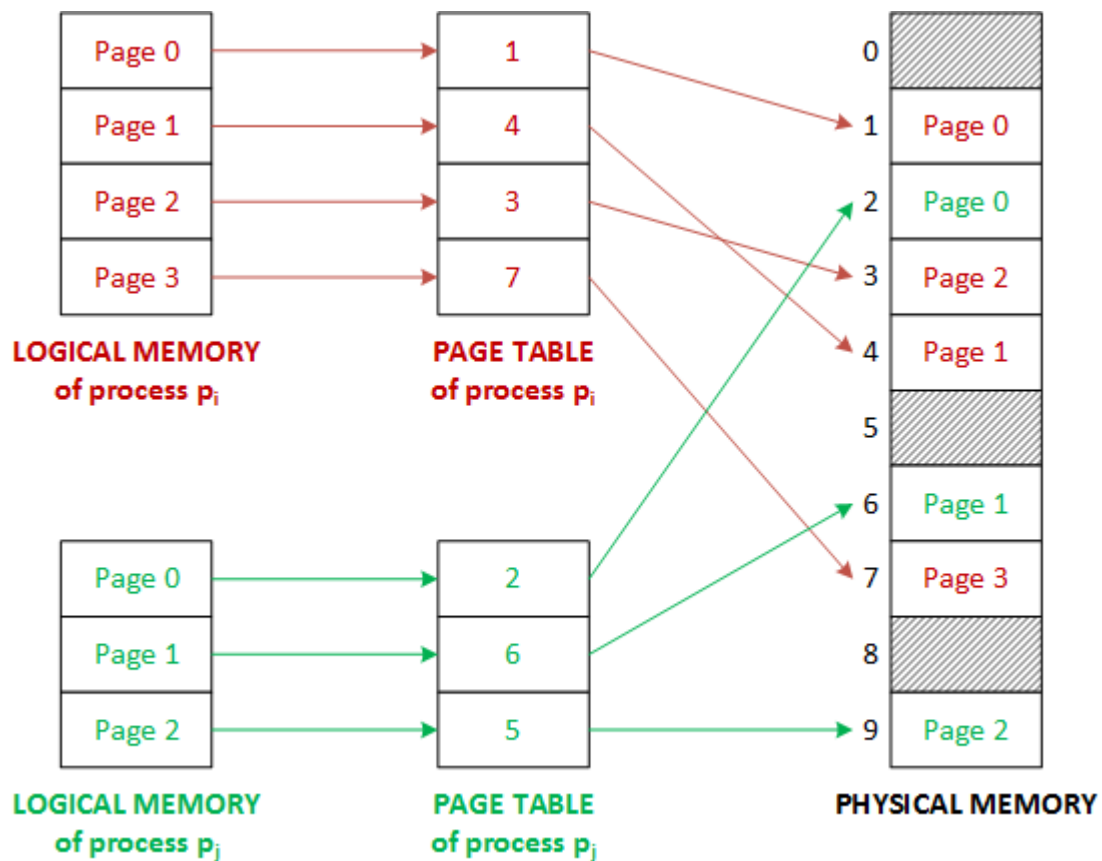 Page 0
Page 1
Page 2
Page 3
LOGICAL MEMORY
of process pi
1
4
3
7
PAGE TABLE
of process pi
Page 0
Page 1
Page 2
LOGICAL MEMORY
of process pj
2
6
5
PAGE TABLE
of process pj
0
1 Page 0
2 Page 0
3 Page 2
4 Page 1
5
6 Page 1
7 Page 3
8
9 Page 2
PHYSICAL MEMORY